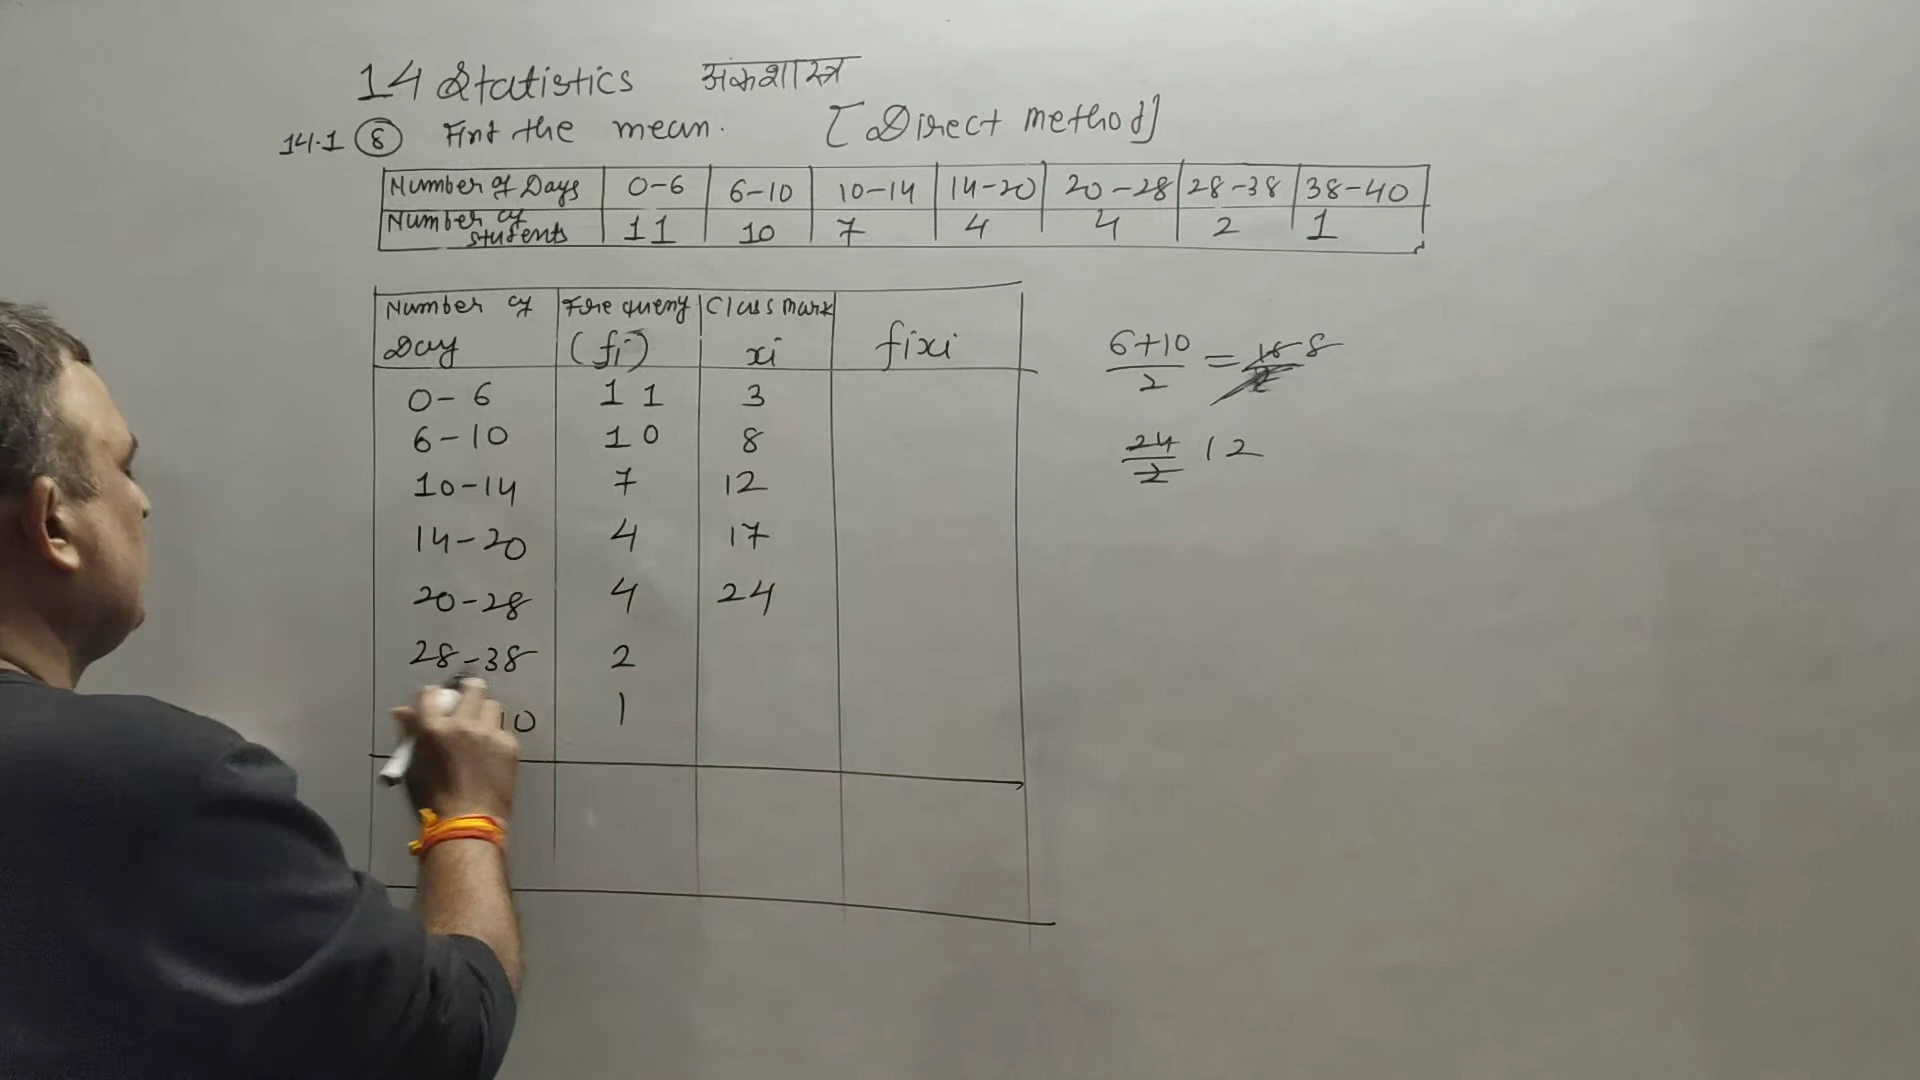 14 Statistics अंकशास्त्र
14.1 8 Find the mean. [Direct method]
Number of Days 0-6 6-10 10-14 14-20 20-28 28-38 38-40
Number of students 11 10 7 4 4 2 1
Number of Day Frequeny (fi) Class mark xi fixi
0-6 11 3
6-10 10 8
10-14 7 12
14-20 4 17
20-28 4 24
28-38 2
1
6+10/2 = 16/2 8
24/2 12